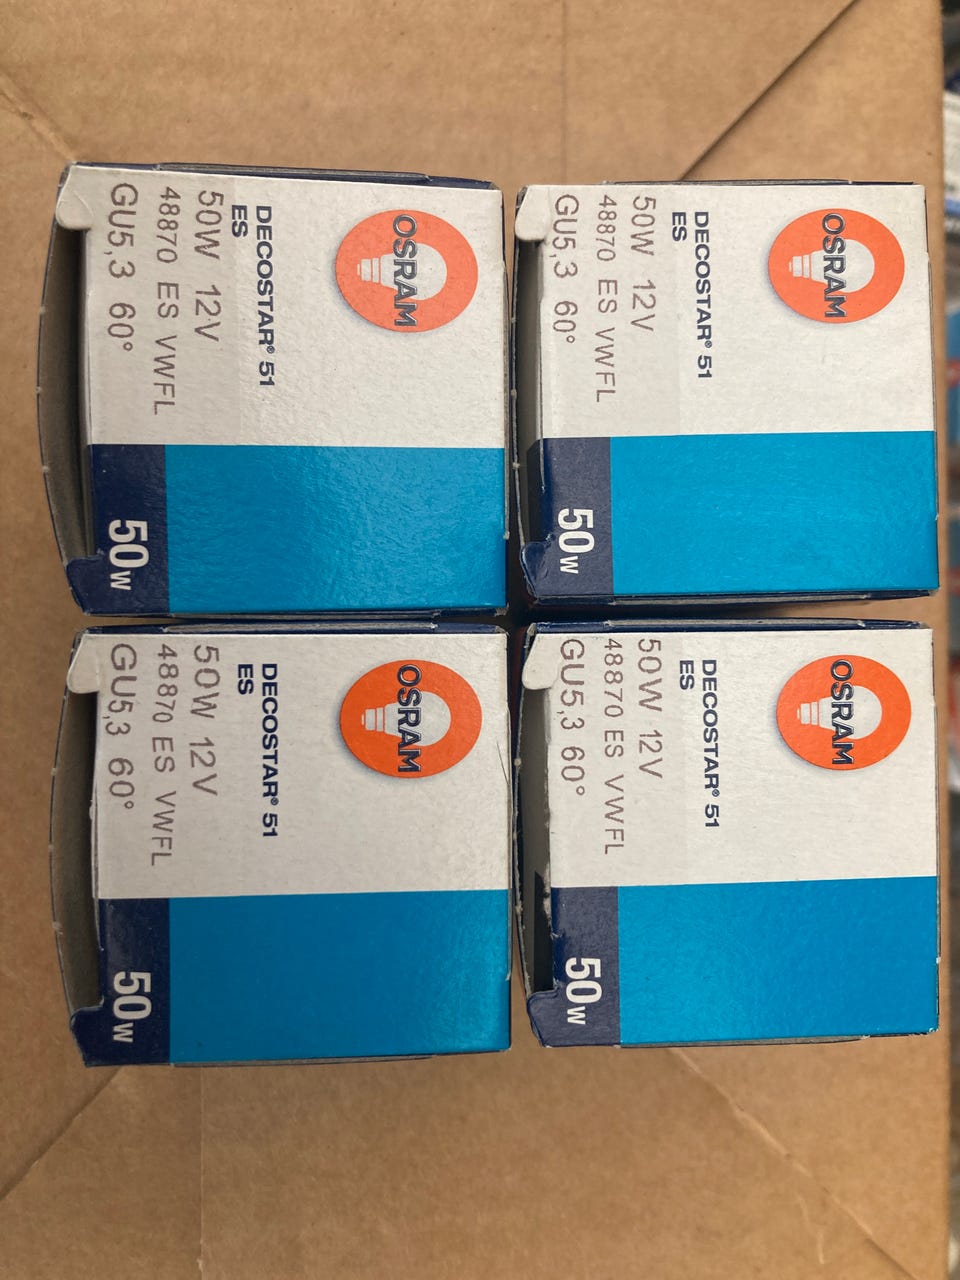 OSRAM
DECOSTAR® 51
ES
50W 12V
48870 ES VWFL
GU5,3 60°
50W
OSRAM
DECOSTAR® 51
ES
50W 12V
48870 ES VWFL
GU5,3 60°
50W
OSRAM
DECOSTAR® 51
ES
50W 12V
48870 ES VWFL
GU5,3 60°
50W
OSRAM
DECOSTAR® 51
ES
50W 12V
48870 ES VWFL
GU5,3 60°
50W